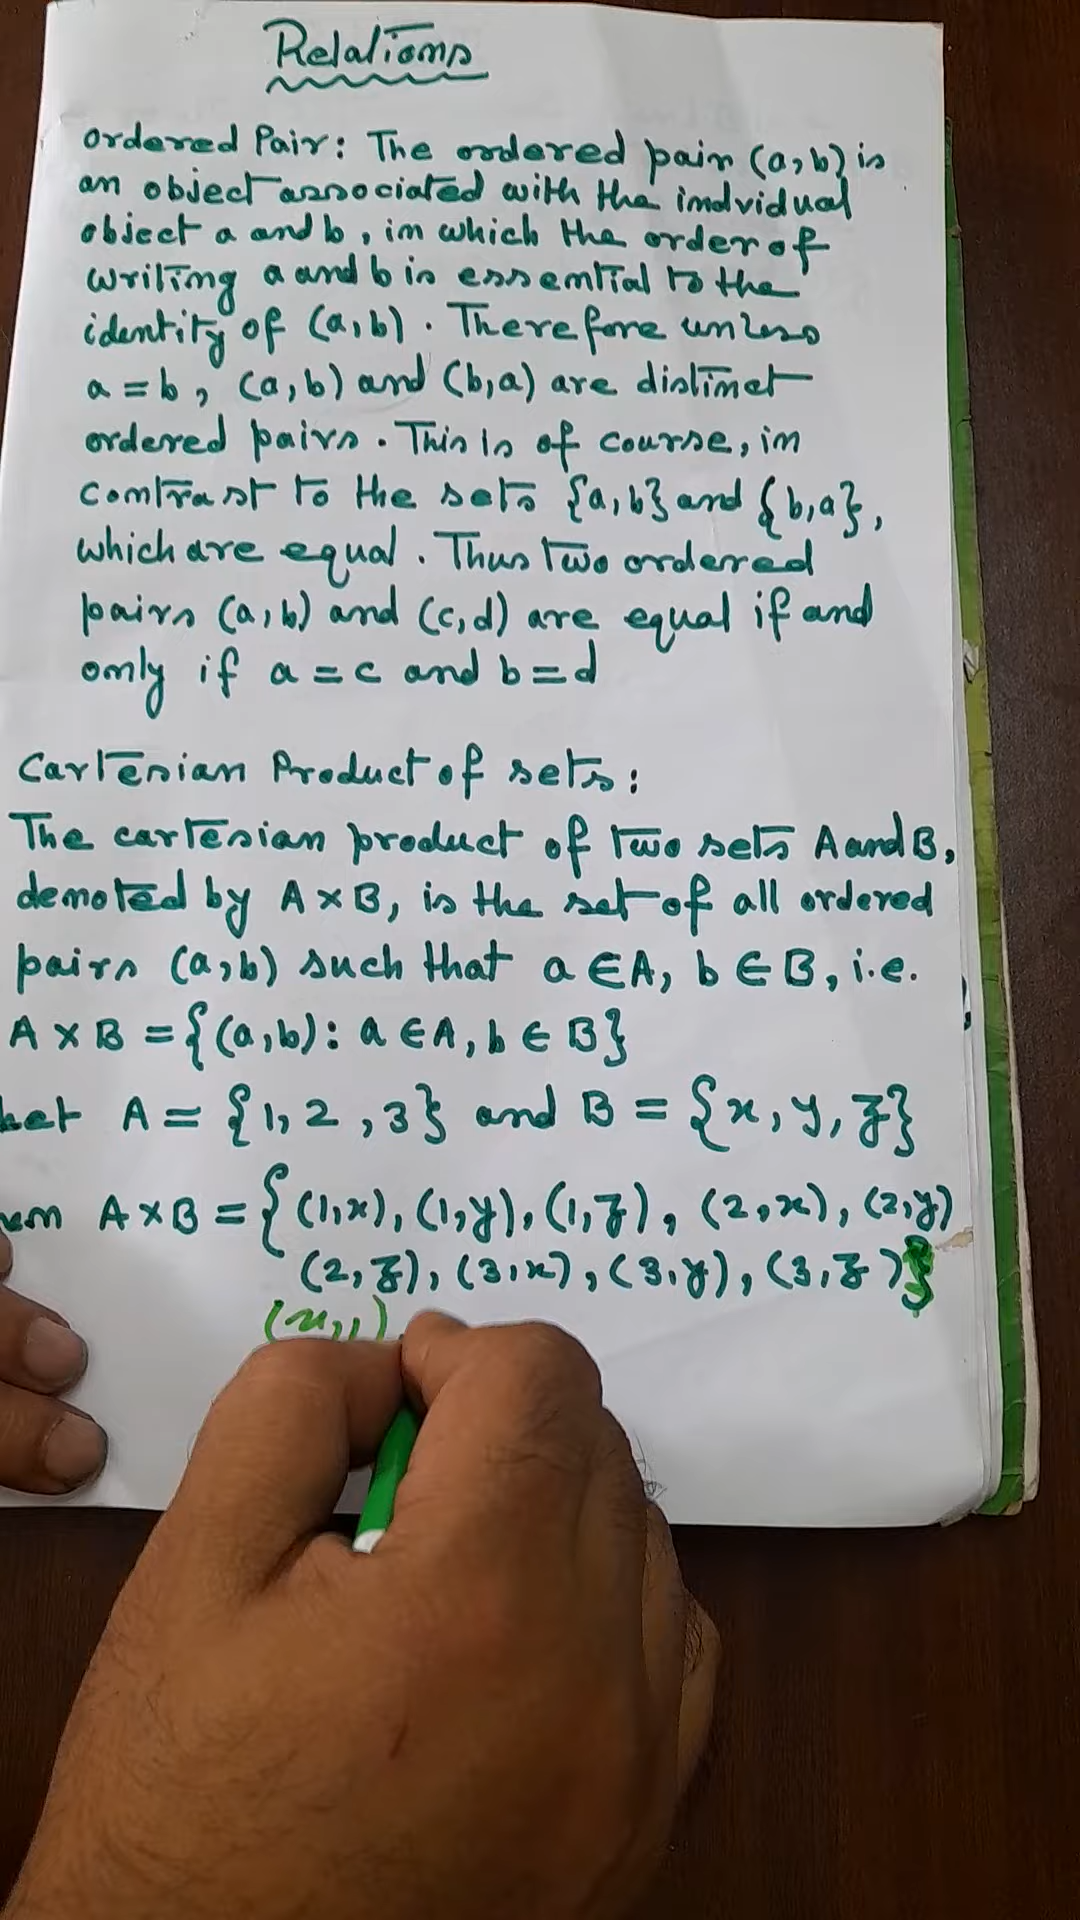 Relations
Ordered Pair: The ordered pair (a,b) is
an object associated with the indvidual
object a and b, in which the order of
writing a and b is essential to the
identity of (a,b). Therefore unless
a = b, (a,b) and (b,a) are distinct
ordered pairs. This is of course, in
contrast to the sets {a,b} and {b,a},
which are equal. Thus two ordered
pairs (a,b) and (c,d) are equal if and
only if a = c and b = d
Cartesian Product of sets:
The cartesian product of two sets A and B,
denoted by A × B, is the set of all ordered
pairs (a,b) such that a ∈ A, b ∈ B, i.e.
A × B = {(a,b): a ∈ A, b ∈ B}
Let A = {1, 2, 3} and B = {x, y, z}
A × B = {(1,x), (1,y), (1,z), (2,x), (2,y)
(2,z), (3,x), (3,y), (3,z)}
(x,1),